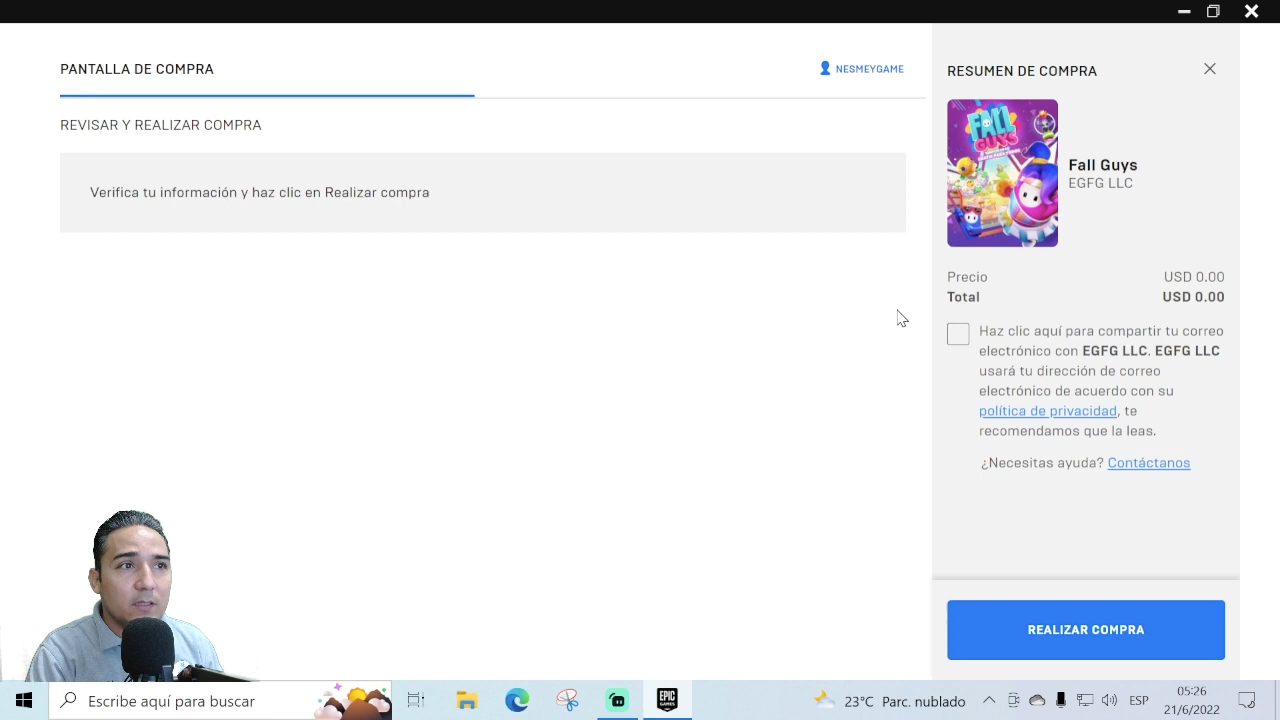 PANTALLA DE COMPRA
NESMEYGAME
REVISAR Y REALIZAR COMPRA
Verifica tu información y haz clic en Realizar compra
RESUMEN DE COMPRA
FALL
GUYS
Fall Guys
EGFG LLC
Precio USD 0.00
Total USD 0.00
Haz clic aquí para compartir tu correo
electrónico con EGFG LLC. EGFG LLC
usará tu dirección de correo
electrónico de acuerdo con su
política de privacidad, te
recomendamos que la leas.
¿Necesitas ayuda? Contáctanos
REALIZAR COMPRA
Escribe aquí para buscar
EPIC
GAMES
23°C Parc. nublado
ESP
05:26
21/6/2022